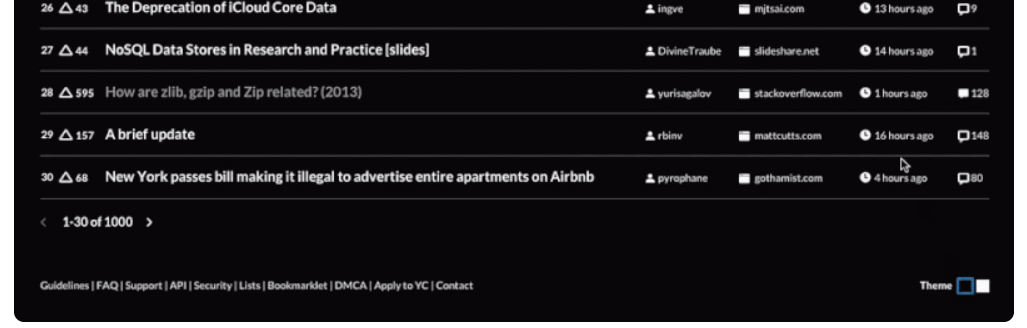 26 43 The Deprecation of iCloud Core Data ingve mjtsai.com 13 hours ago 9
27 44 NoSQL Data Stores in Research and Practice [slides] DivineTraube slideshare.net 14 hours ago 1
28 595 How are zlib, gzip and Zip related? (2013) yurisagalov stackoverflow.com 1 hours ago 128
29 157 A brief update rbinv mattcutts.com 16 hours ago 148
30 68 New York passes bill making it illegal to advertise entire apartments on Airbnb pyrophane gothamist.com 4 hours ago 80
< 1-30 of 1000 >
Guidelines | FAQ | Support | API | Security | Lists | Bookmarklet | DMCA | Apply to YC | Contact Theme